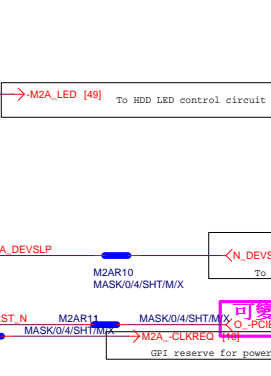 -M2A_LED [49]
To HDD LED control circuit
A_DEVSLP
N_DEVS
M2AR10
MASK/0/4/SHT/M/X
To
可變
ST_N
M2AR11
MASK/0/4/SHT/M/X
O_-PCIE
MASK/0/4/SHT/M/X
M2A_-CLKREQ [10]
GPI reserve for power